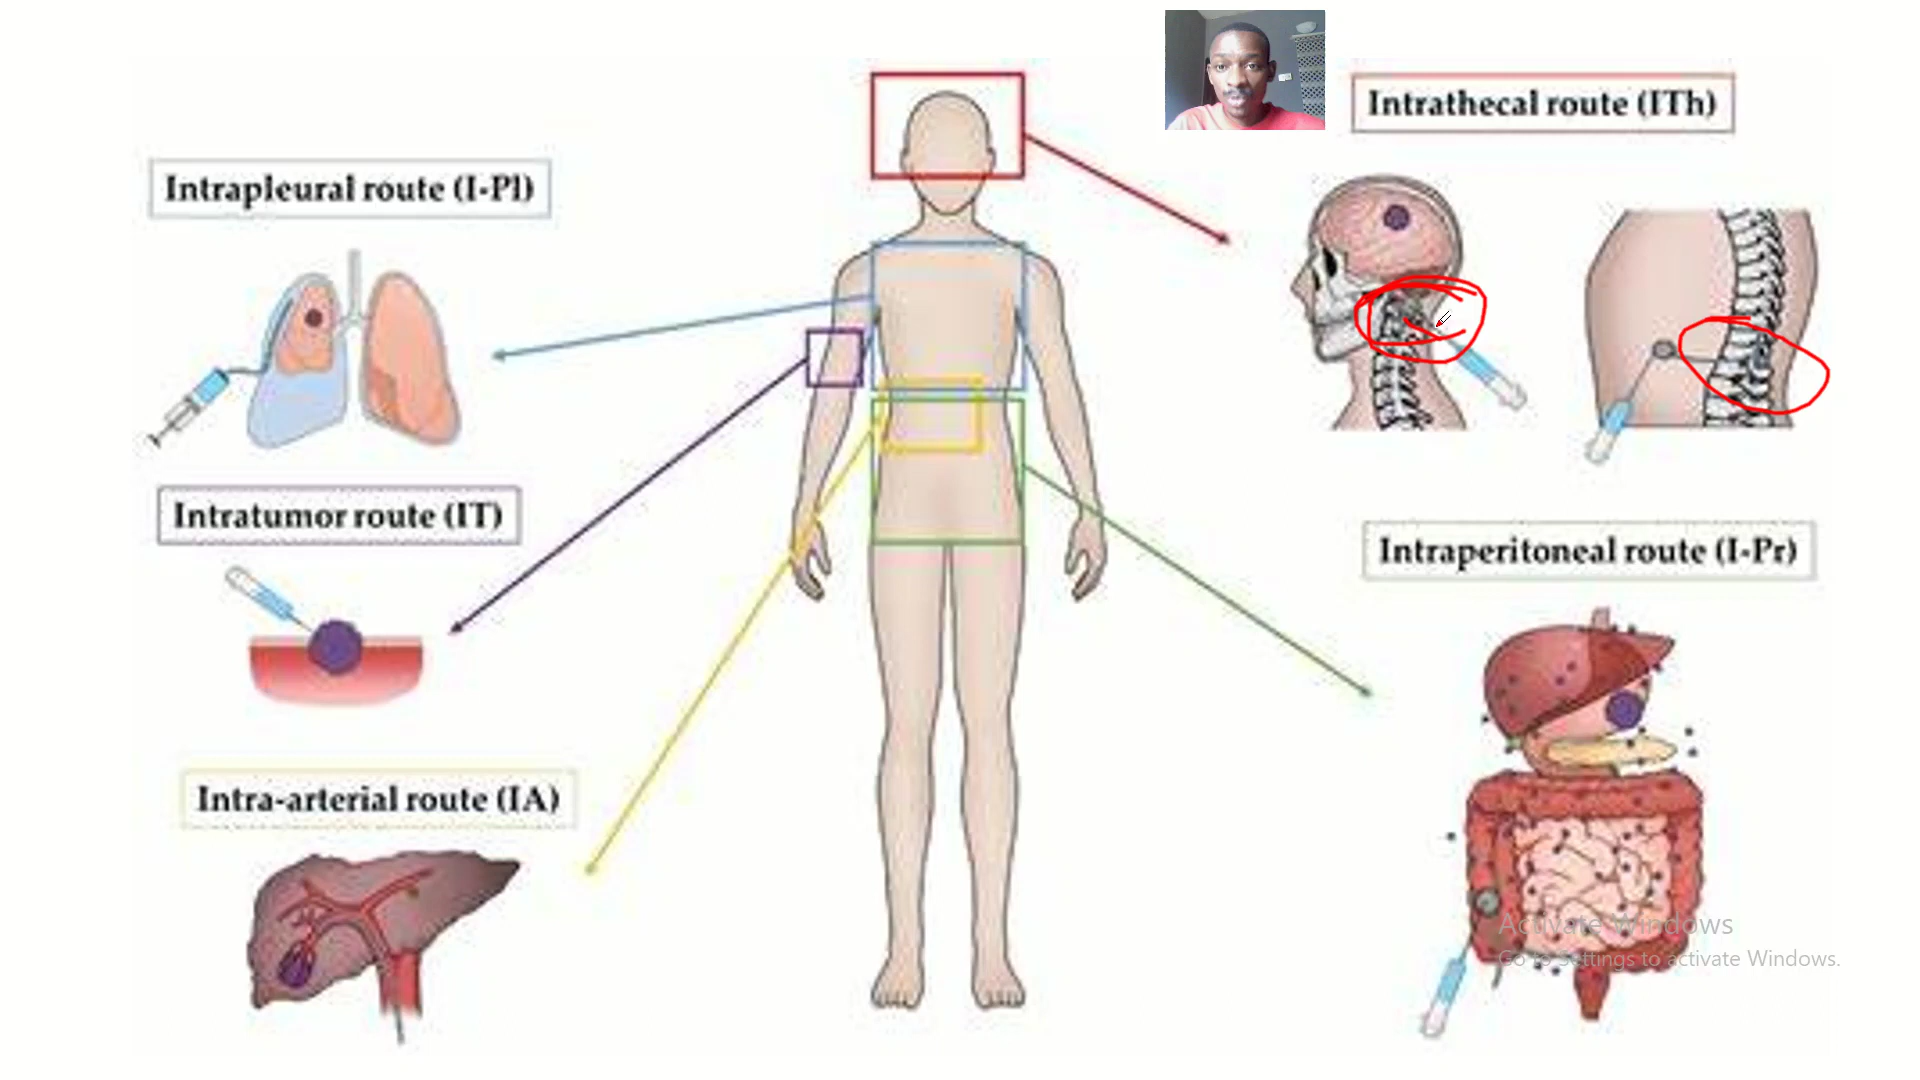 Intrathecal route (ITh)
Intrapleural route (I-Pl)
Intratumor route (IT)
Intraperitoneal route (I-Pr)
Intra-arterial route (IA)
Activate Windows
Go to Settings to activate Windows.